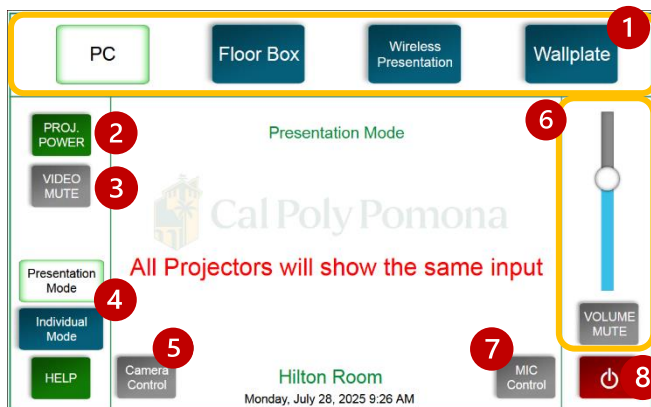 1
PC
Floor Box
Wireless
Presentation
Wallplate
6
PROJ.
POWER
2
Presentation Mode
VIDEO
MUTE
3
Cal Poly Pomona
All Projectors will show the same input
Presentation
Mode
4
Individual
Mode
VOLUME
MUTE
5
7
HELP
Camera
Control
Hilton Room
Monday, July 28, 2025 9:26 AM
MIC
Control
8